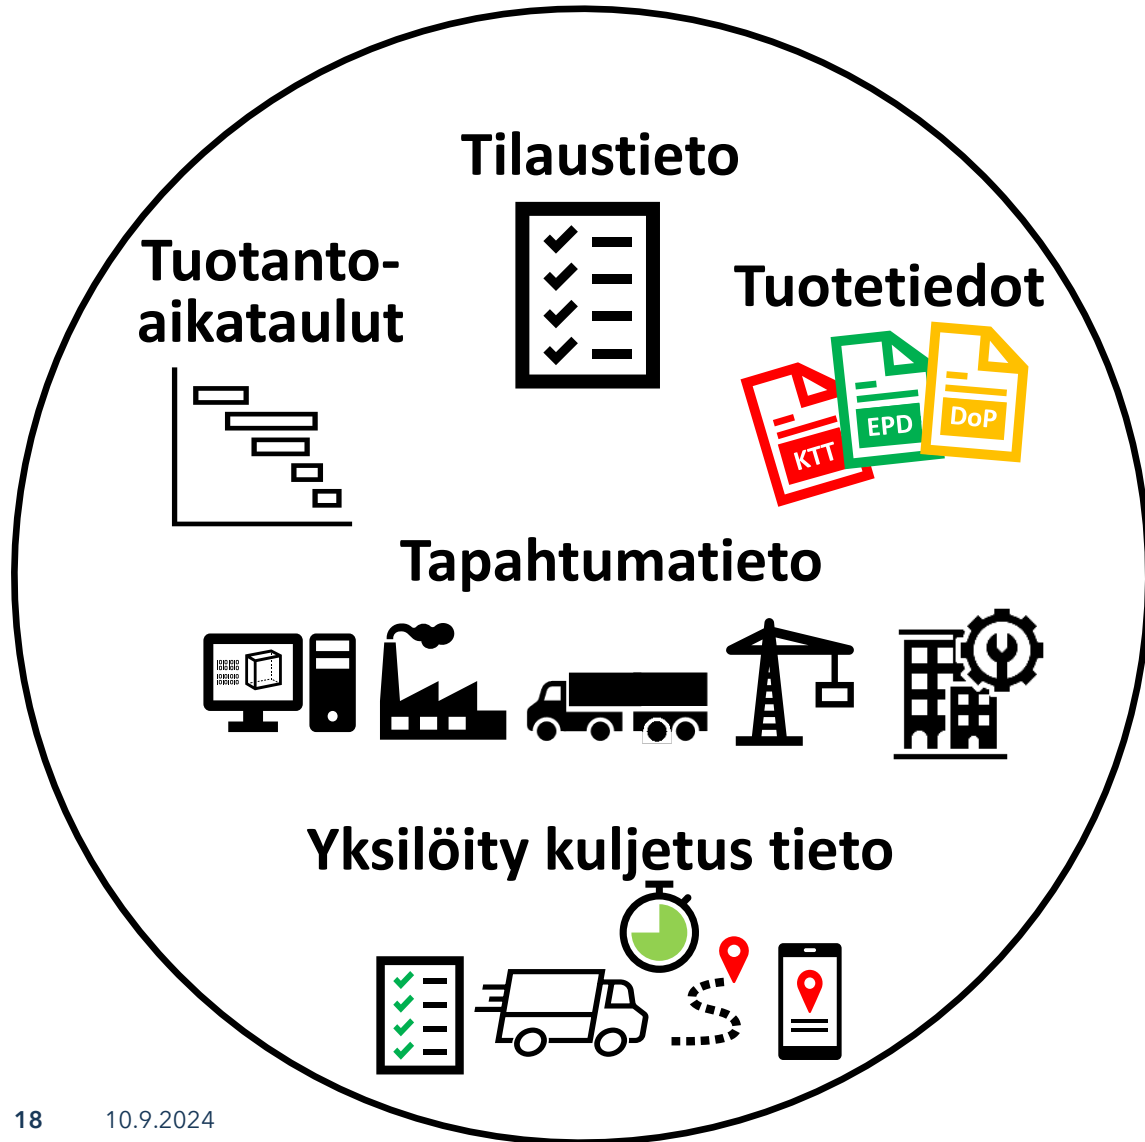 Tilaustieto
Tuotanto-
aikataulut
Tuotetiedot
KTT
EPD
DoP
Tapahtumatieto
Yksilöity kuljetus tieto
18 10.9.2024